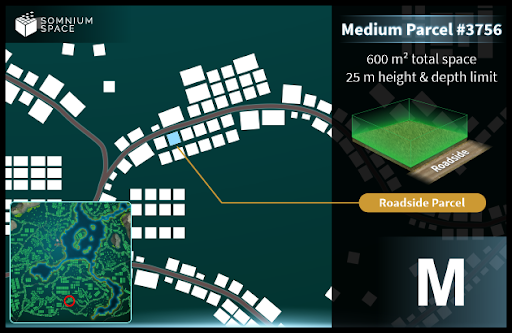 SOMNIUM
SPACE
Medium Parcel #3756
600 m² total space
25 m height & depth limit
Roadside
Roadside Parcel
M